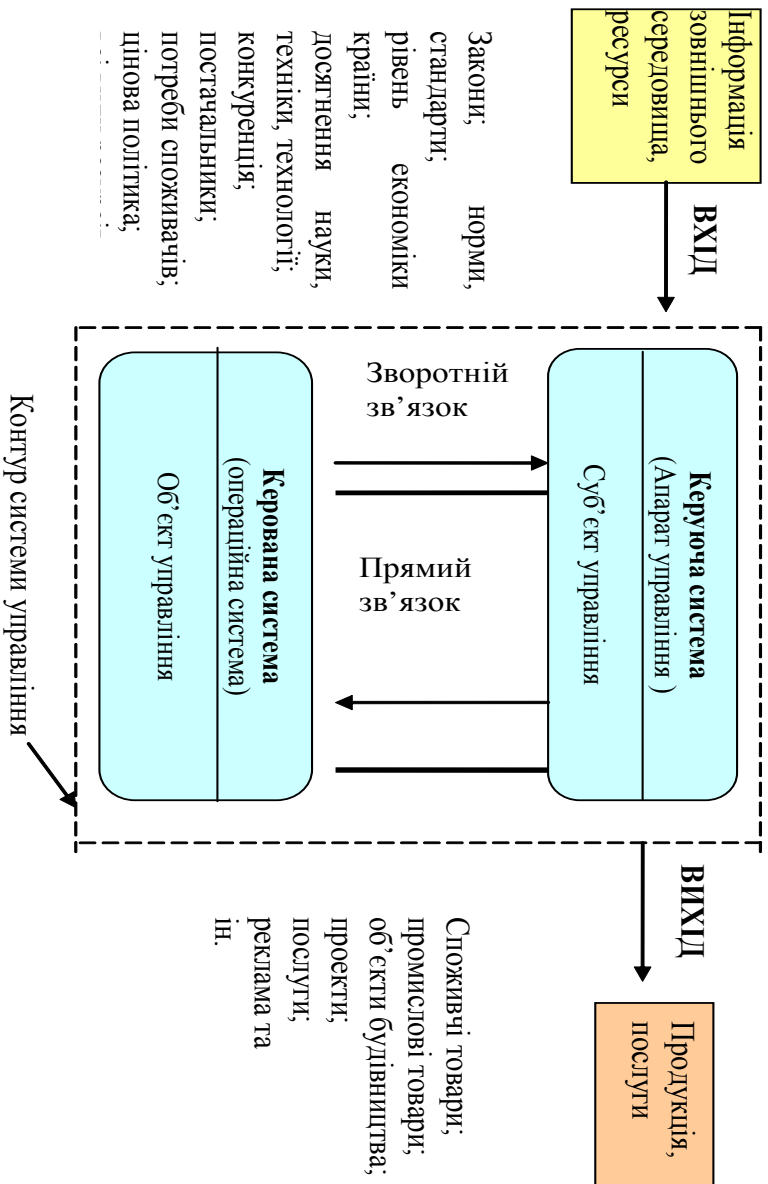 Інформація
зовнішнього
середовища,
ресурси
ВХІД
Закони; норми,
стандарти;
рівень економіки
країни;
досягнення науки,
техніки, технології;
конкуренція;
постачальники;
потреби споживачів;
цінова політика;
Керуюча система
(Апарат управління )
Суб’єкт управління
Зворотній
зв’язок
Прямий
зв’язок
Керована система
(операційна система)
Об’єкт управління
Контур системи управління
ВИХІД
Продукція,
послуги
Споживчі товари;
промислові товари;
об’єкти будівництва;
проекти;
послуги;
реклама та
ін.